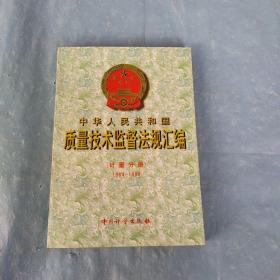 中华人民共和国
质量技术监督法规汇编
计量分册
中国计量出版社